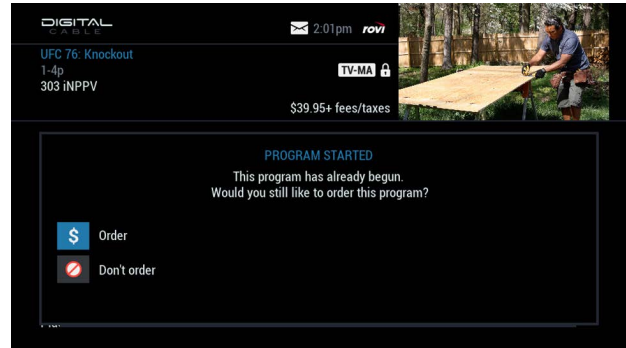 DIGITAL
CABLE
2:01pm rovi
UFC 76: Knockout
1-4p
TV-MA
303 iNPPV
$39.95+ fees/taxes
PROGRAM STARTED
This program has already begun.
Would you still like to order this program?
$ Order
Don't order